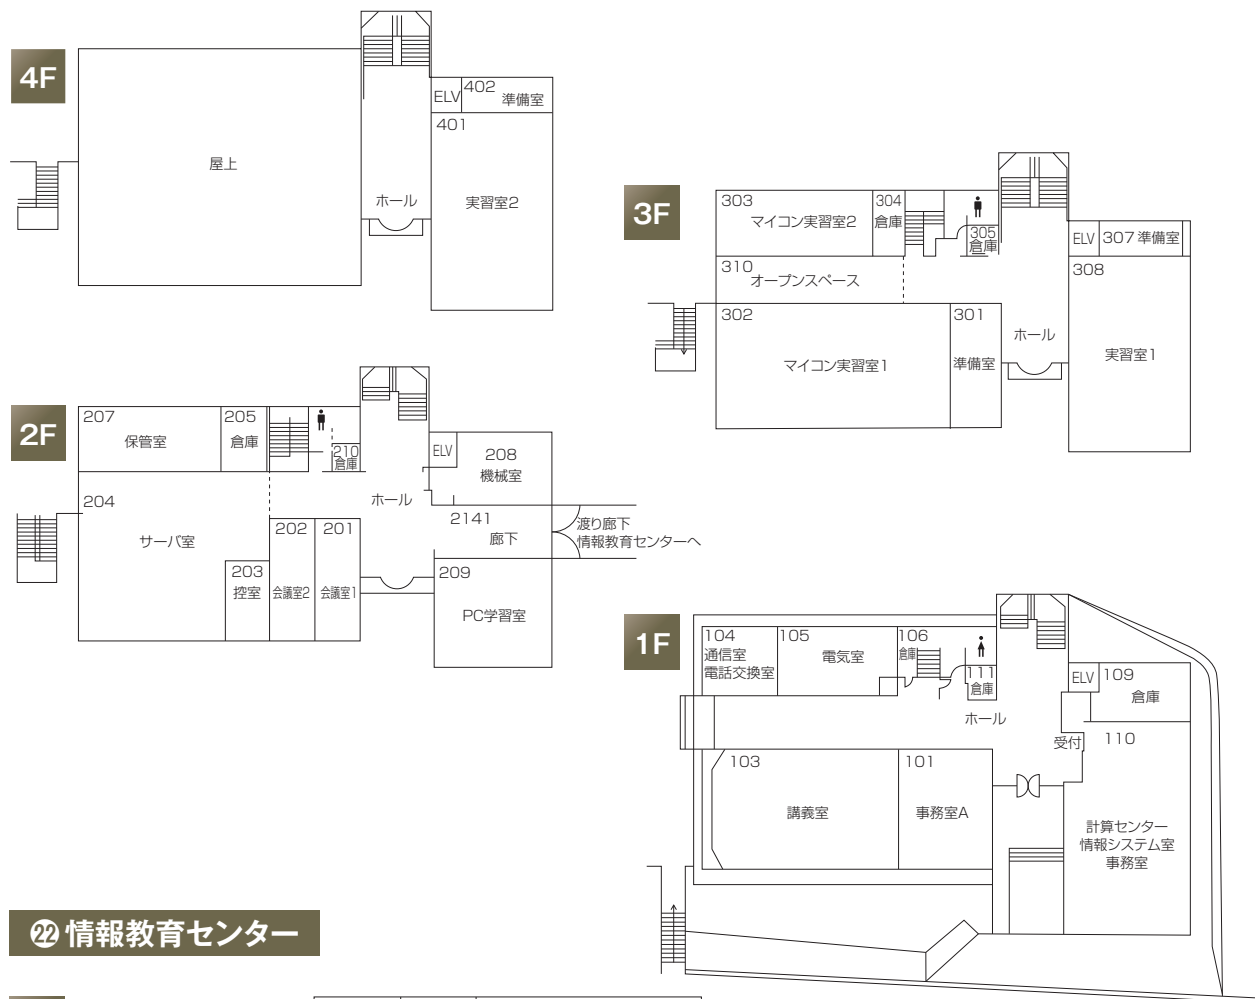 4F
402
ELV
準備室
401
屋上
ホール
実習室2
3F
303
マイコン実習室2
304
倉庫
305
倉庫
ELV
307 準備室
310
オープンスペース
308
302
マイコン実習室1
301
準備室
ホール
実習室1
2F
207
保管室
205
倉庫
210
倉庫
ELV
208
機械室
204
サーバ室
ホール
2141
廊下
渡り廊下
情報教育センターへ
202
会議室2
201
会議室1
203
控室
209
PC学習室
1F
104
通信室
電話交換室
105
電気室
106
倉庫
111
倉庫
ELV
109
倉庫
ホール
受付
110
計算センター
情報システム室
事務室
103
講義室
101
事務室A
㉒情報教育センター